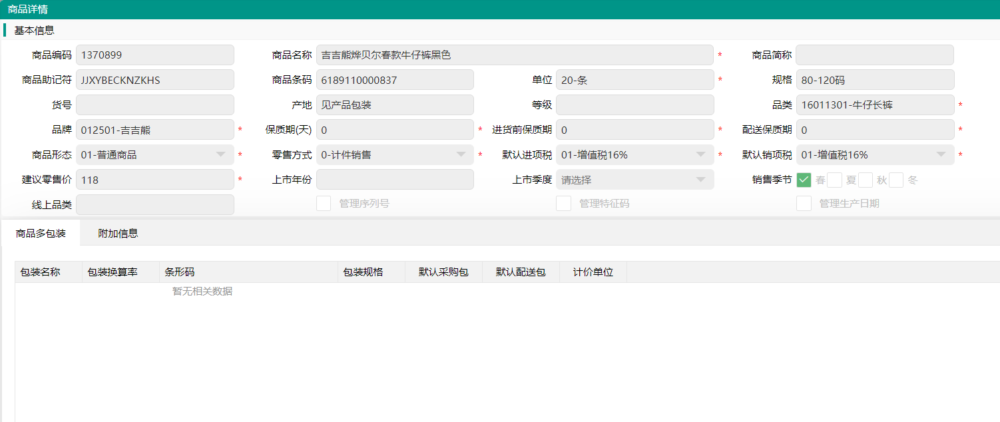 商品详情
基本信息
商品编码 1370899 商品名称 吉吉熊烨贝尔春款牛仔裤黑色 * 商品简称
商品助记符 JJXYBECKNZKHS 商品条码 6189110000837 单位 20-条 * 规格 80-120码
货号 产地 见产品包装 等级 品类 16011301-牛仔长裤 *
品牌 012501-吉吉熊 * 保质期(天) 0 * 进货前保质期 0 * 配送保质期 0 *
商品形态 01-普通商品 * 零售方式 0-计件销售 * 默认进项税 01-增值税16% * 默认销项税 01-增值税16% *
建议零售价 118 * 上市年份 上市季度 请选择 销售季节 春 夏 秋 冬
线上品类 管理序列号 管理特征码 管理生产日期
商品多包装 附加信息
包装名称 包装换算率 条形码 包装规格 默认采购包 默认配送包 计价单位
暂无相关数据